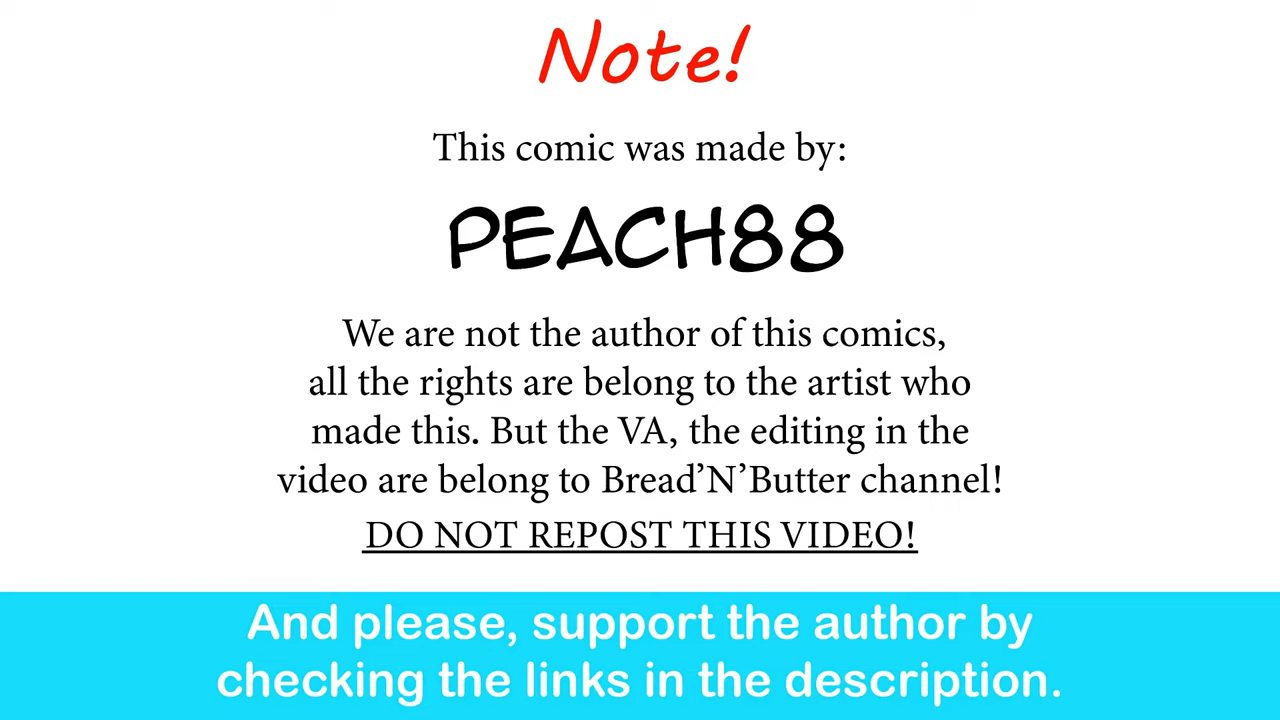 Note!
This comic was made by:
PEACH88
We are not the author of this comics,
all the rights are belong to the artist who
made this. But the VA, the editing in the
video are belong to Bread’N’Butter channel!
DO NOT REPOST THIS VIDEO!
And please, support the author by
checking the links in the description.